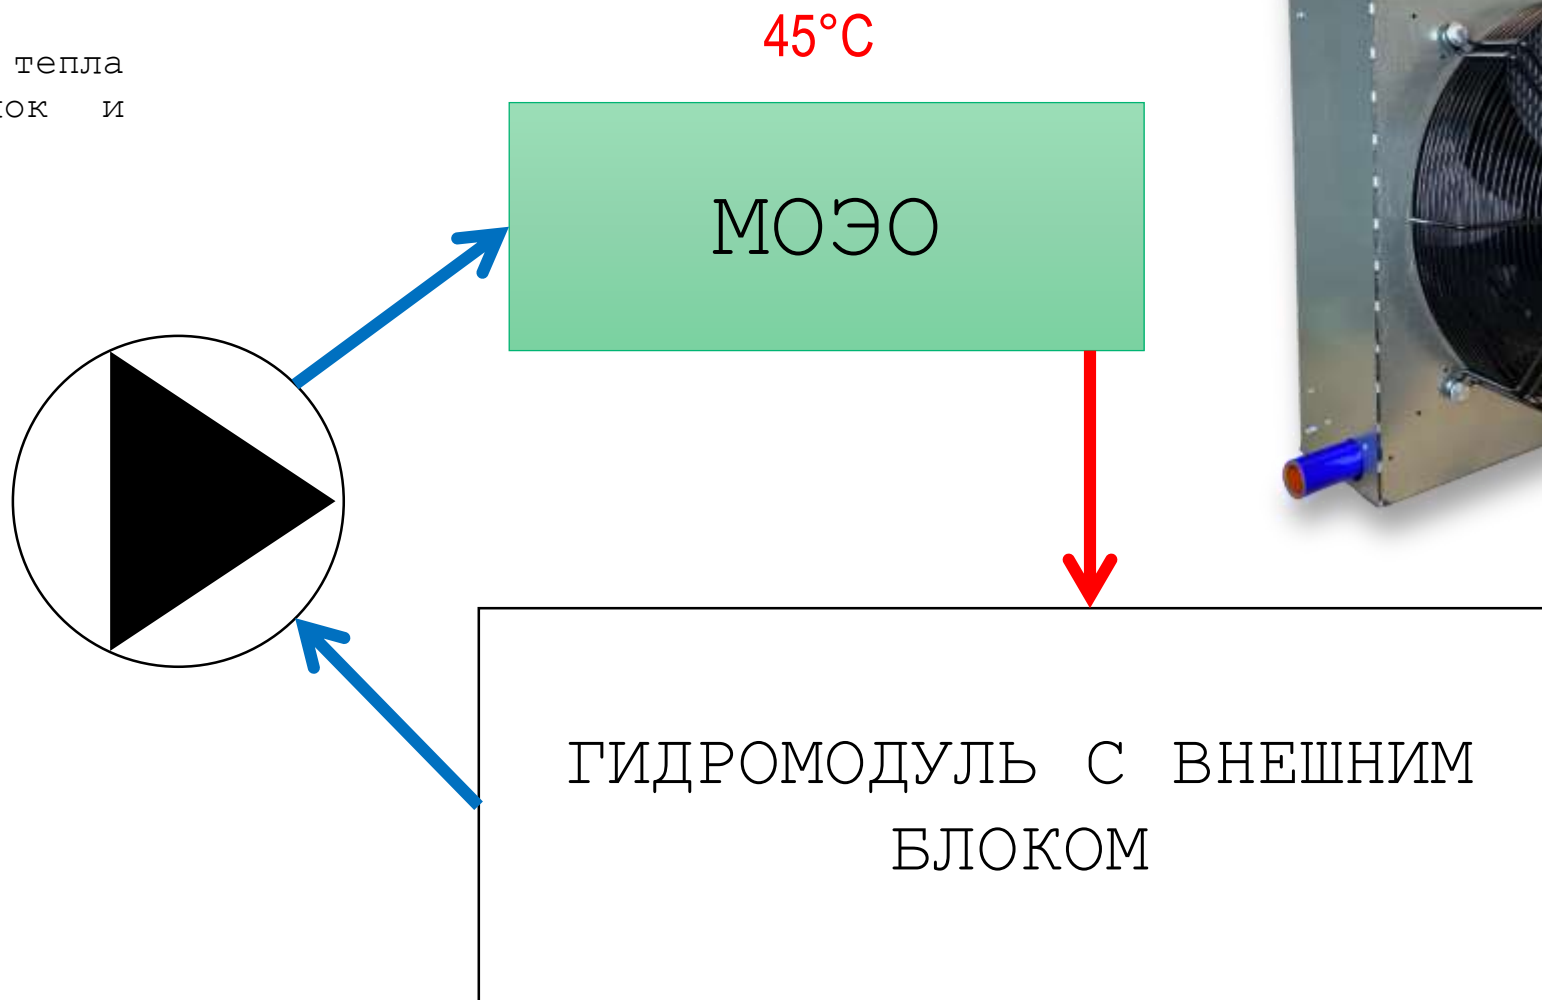 45°C
тепла
и
МОЭО
ГИДРОМОДУЛЬ С ВНЕШНИМ
БЛОКОМ